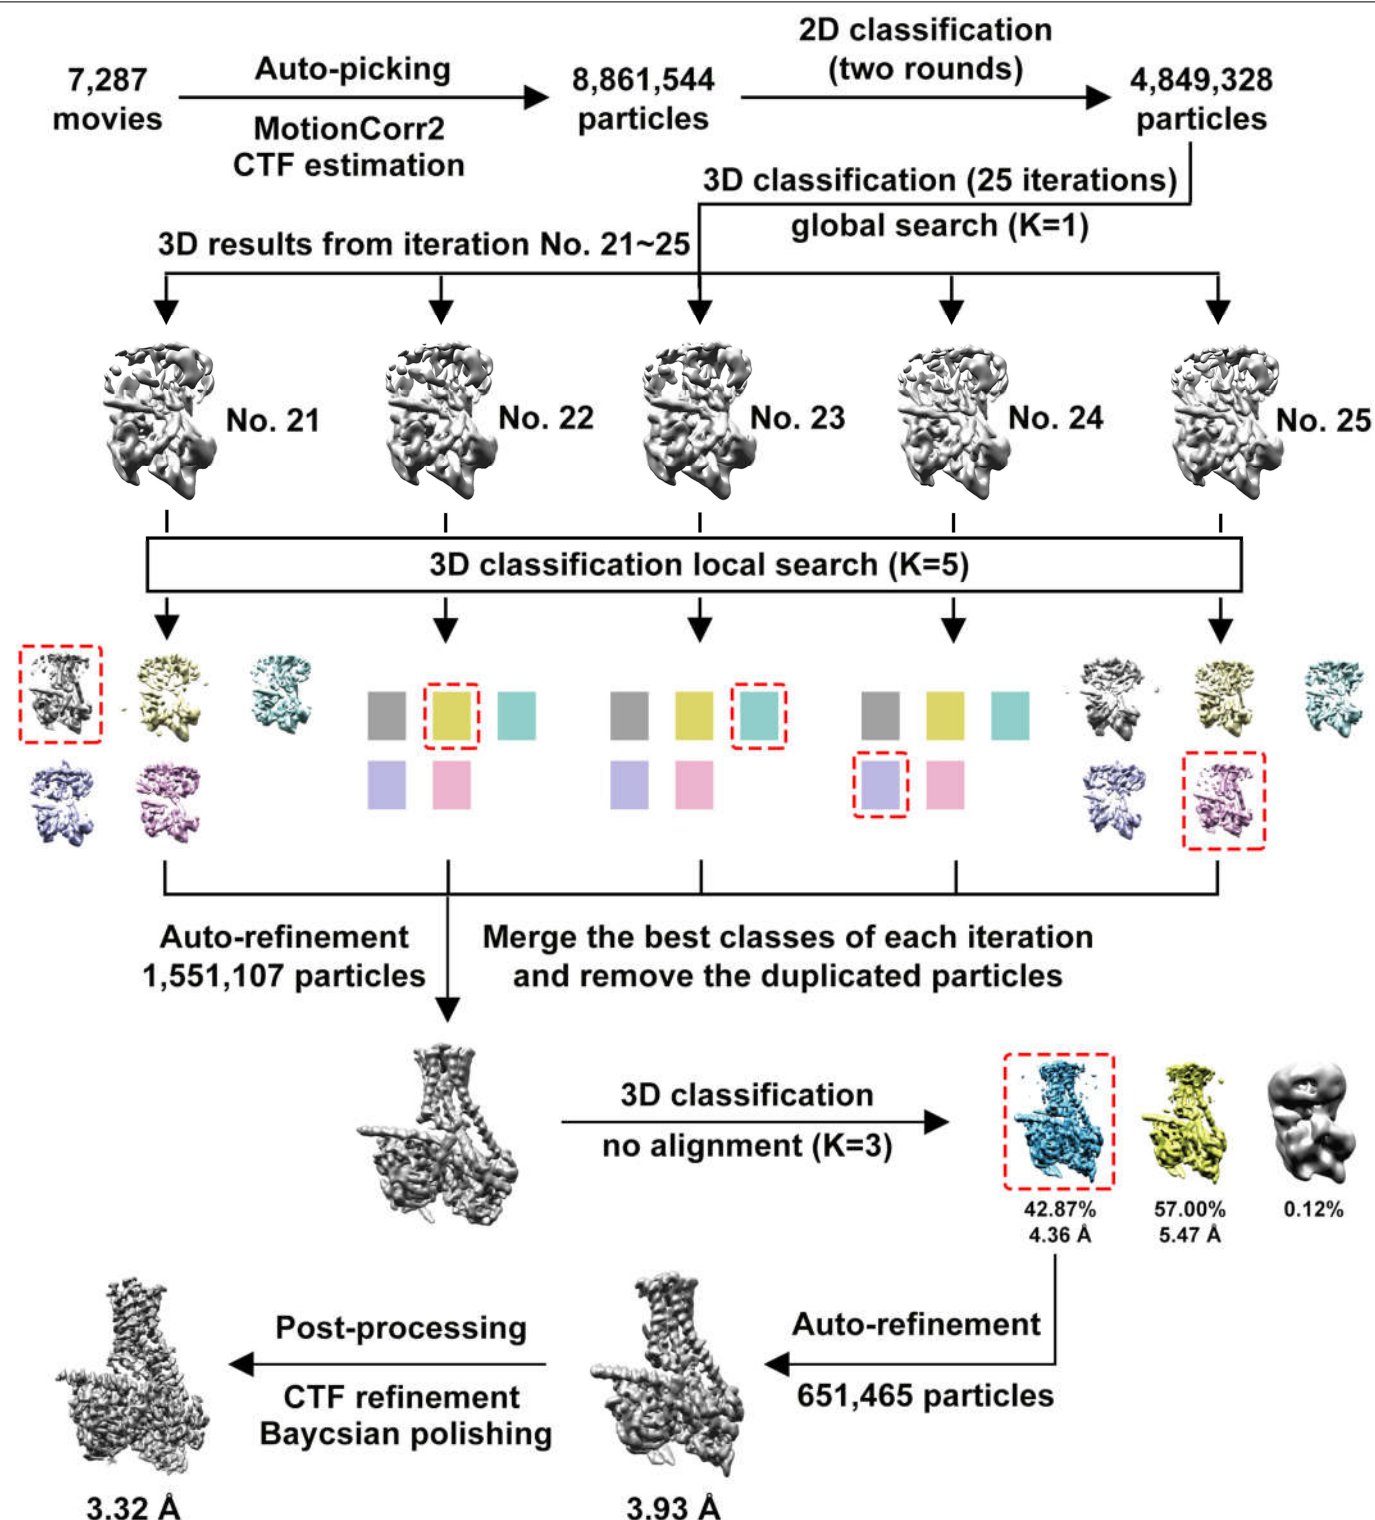 7,287
movies
Auto-picking
MotionCorr2
CTF estimation
8,861,544
particles
2D classification
(two rounds)
4,849,328
particles
3D classification (25 iterations)
global search (K=1)
3D results from iteration No. 21~25
No. 21
No. 22
No. 23
No. 24
No. 25
3D classification local search (K=5)
Auto-refinement
1,551,107 particles
Merge the best classes of each iteration
and remove the duplicated particles
3D classification
no alignment (K=3)
42.87%
4.36 Å
57.00%
5.47 Å
0.12%
Auto-refinement
651,465 particles
Post-processing
CTF refinement
Baycsian polishing
3.32 Å
3.93 Å